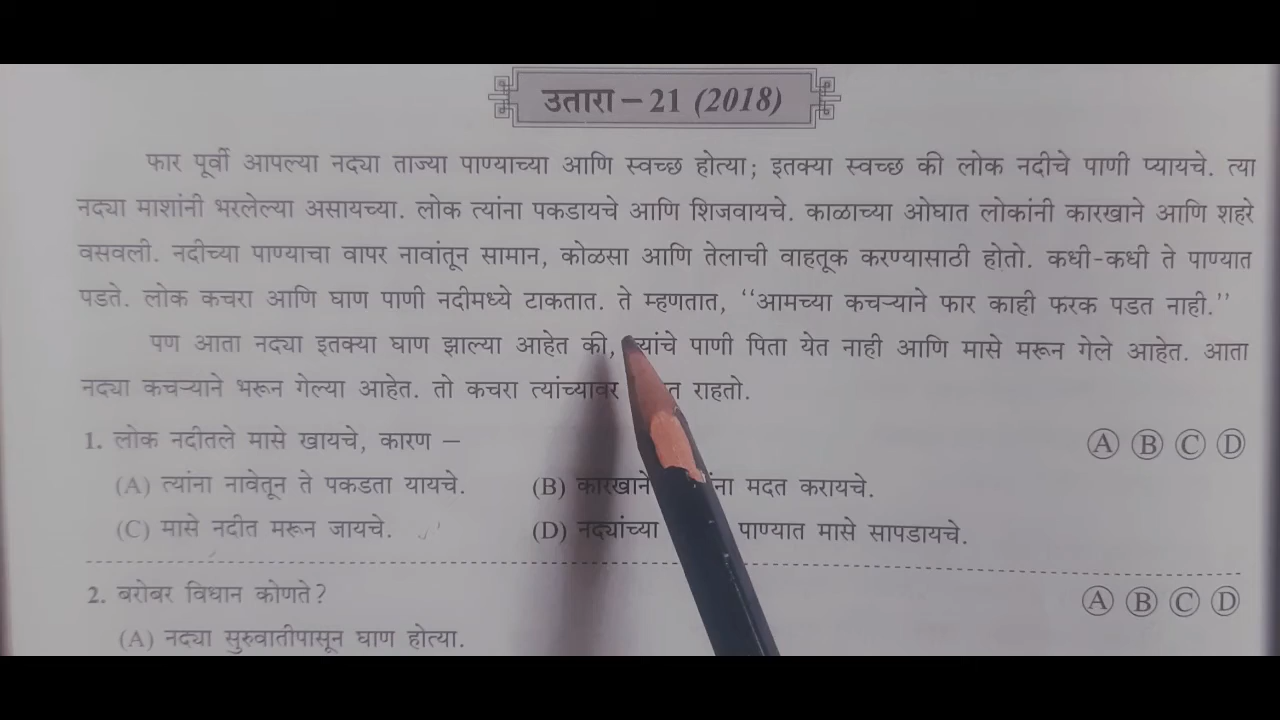 उतारा – 21 (2018)
फार पूर्वी आपल्या नद्या ताज्या पाण्याच्या आणि स्वच्छ होत्या; इतक्या स्वच्छ की लोक नदीचे पाणी प्यायचे. त्या
नद्या माशांनी भरलेल्या असायच्या. लोक त्यांना पकडायचे आणि शिजवायचे. काळाच्या ओघात लोकांनी कारखाने आणि शहरे
वसवली. नदीच्या पाण्याचा वापर नावांतून सामान, कोळसा आणि तेलाची वाहतूक करण्यासाठी होतो. कधी-कधी ते पाण्यात
पडते. लोक कचरा आणि घाण पाणी नदीमध्ये टाकतात. ते म्हणतात, ‘‘आमच्या कचऱ्याने फार काही फरक पडत नाही.’’
पण आता नद्या इतक्या घाण झाल्या आहेत की, पाणी पिता येत नाही आणि मासे मरून गेले आहेत. आता
नद्या कचऱ्याने भरून गेल्या आहेत. तो कचरा त्यांच्यावर राहतो.
1. लोक नदीतले मासे खायचे, कारण – A B C D
(A) त्यांना नावेतून ते पकडता यायचे. (B) कारखाने मदत करायचे.
(C) मासे नदीत मरून जायचे. (D) नद्यांच्या पाण्यात मासे सापडायचे.
2. बरोबर विधान कोणते? A B C D
(A) नद्या सुरुवातीपासून घाण होत्या.